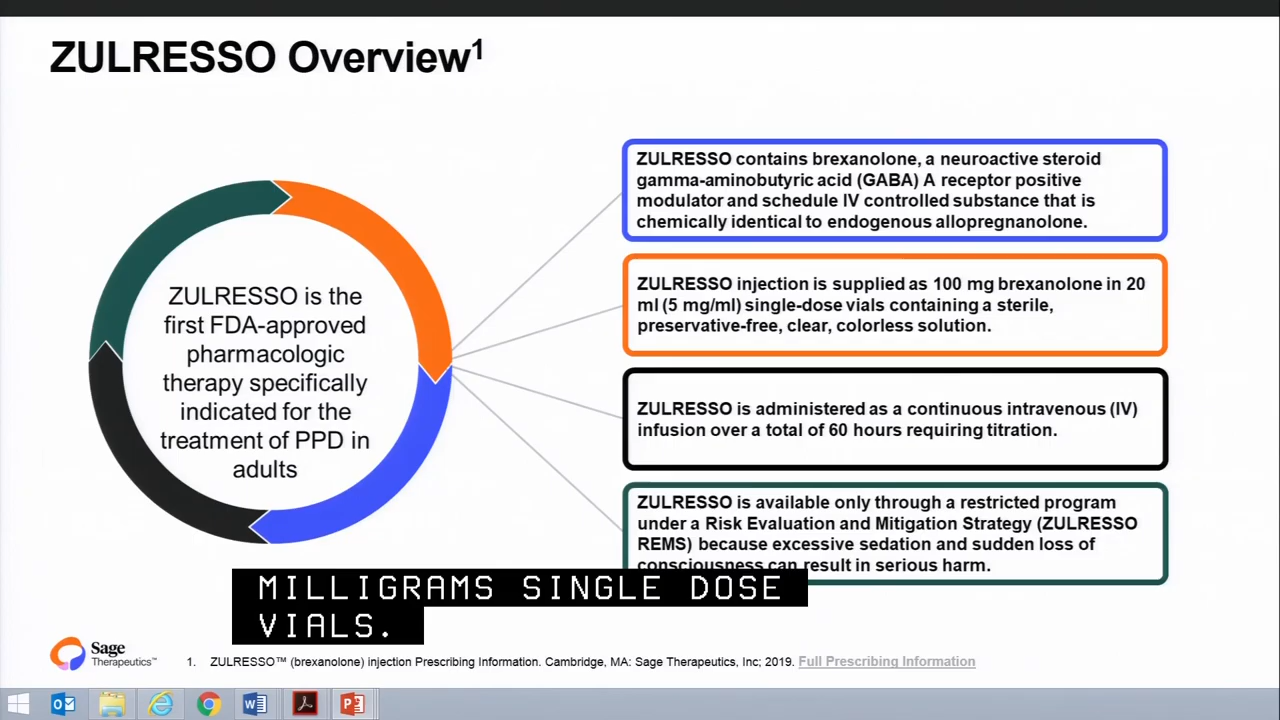 ZULRESSO Overview1
ZULRESSO is the
first FDA-approved
pharmacologic
therapy specifically
indicated for the
treatment of PPD in
adults
ZULRESSO contains brexanolone, a neuroactive steroid
gamma-aminobutyric acid (GABA) A receptor positive
modulator and schedule IV controlled substance that is
chemically identical to endogenous allopregnanolone.
ZULRESSO injection is supplied as 100 mg brexanolone in 20
ml (5 mg/ml) single-dose vials containing a sterile,
preservative-free, clear, colorless solution.
ZULRESSO is administered as a continuous intravenous (IV)
infusion over a total of 60 hours requiring titration.
ZULRESSO is available only through a restricted program
under a Risk Evaluation and Mitigation Strategy (ZULRESSO
REMS) because excessive sedation and sudden loss of
consciousness can result in serious harm.
MILLIGRAMS SINGLE DOSE
VIALS.
Sage
Therapeutics™
1. ZULRESSO™ (brexanolone) injection Prescribing Information. Cambridge, MA: Sage Therapeutics, Inc; 2019. Full Prescribing Information